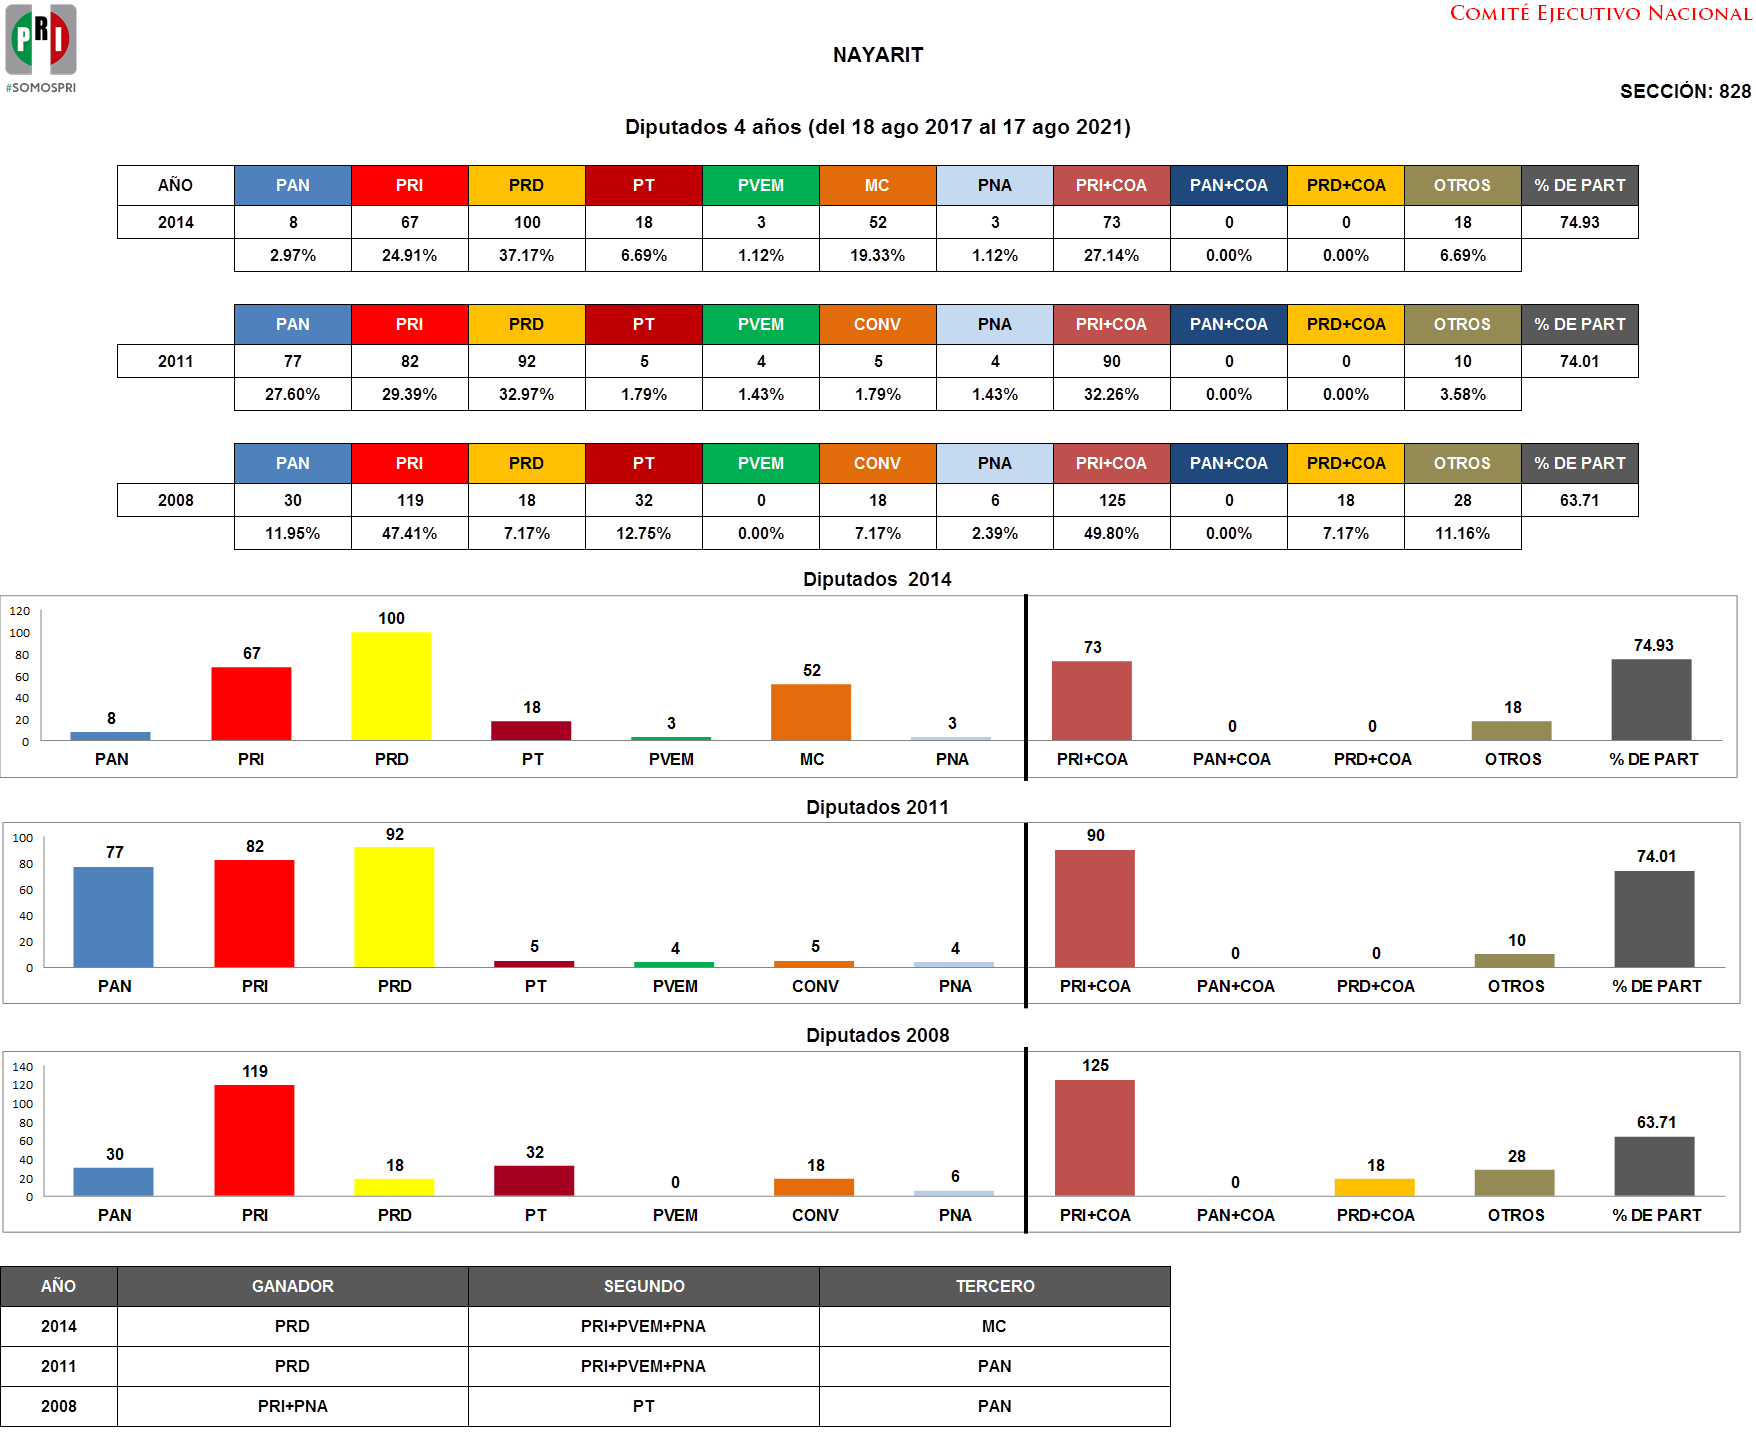 PRI
#SOMOSPRI
COMITÉ EJECUTIVO NACIONAL
NAYARIT
SECCIÓN: 828
Diputados 4 años (del 18 ago 2017 al 17 ago 2021)
AÑO PAN PRI PRD PT PVEM MC PNA PRI+COA PAN+COA PRD+COA OTROS % DE PART
2014 8 67 100 18 3 52 3 73 0 0 18 74.93
2.97% 24.91% 37.17% 6.69% 1.12% 19.33% 1.12% 27.14% 0.00% 0.00% 6.69%
PAN PRI PRD PT PVEM CONV PNA PRI+COA PAN+COA PRD+COA OTROS % DE PART
2011 77 82 92 5 4 5 4 90 0 0 10 74.01
27.60% 29.39% 32.97% 1.79% 1.43% 1.79% 1.43% 32.26% 0.00% 0.00% 3.58%
PAN PRI PRD PT PVEM CONV PNA PRI+COA PAN+COA PRD+COA OTROS % DE PART
2008 30 119 18 32 0 18 6 125 0 18 28 63.71
11.95% 47.41% 7.17% 12.75% 0.00% 7.17% 2.39% 49.80% 0.00% 7.17% 11.16%
Diputados 2014
120
100
80
60
40
20
0
8 67 100 18 3 52 3 73 0 0 18 74.93
PAN PRI PRD PT PVEM MC PNA PRI+COA PAN+COA PRD+COA OTROS % DE PART
Diputados 2011
100
80
60
40
20
0
77 82 92 5 4 5 4 90 0 0 10 74.01
PAN PRI PRD PT PVEM CONV PNA PRI+COA PAN+COA PRD+COA OTROS % DE PART
Diputados 2008
140
120
100
80
60
40
20
0
30 119 18 32 0 18 6 125 0 18 28 63.71
PAN PRI PRD PT PVEM CONV PNA PRI+COA PAN+COA PRD+COA OTROS % DE PART
AÑO GANADOR SEGUNDO TERCERO
2014 PRD PRI+PVEM+PNA MC
2011 PRD PRI+PVEM+PNA PAN
2008 PRI+PNA PT PAN